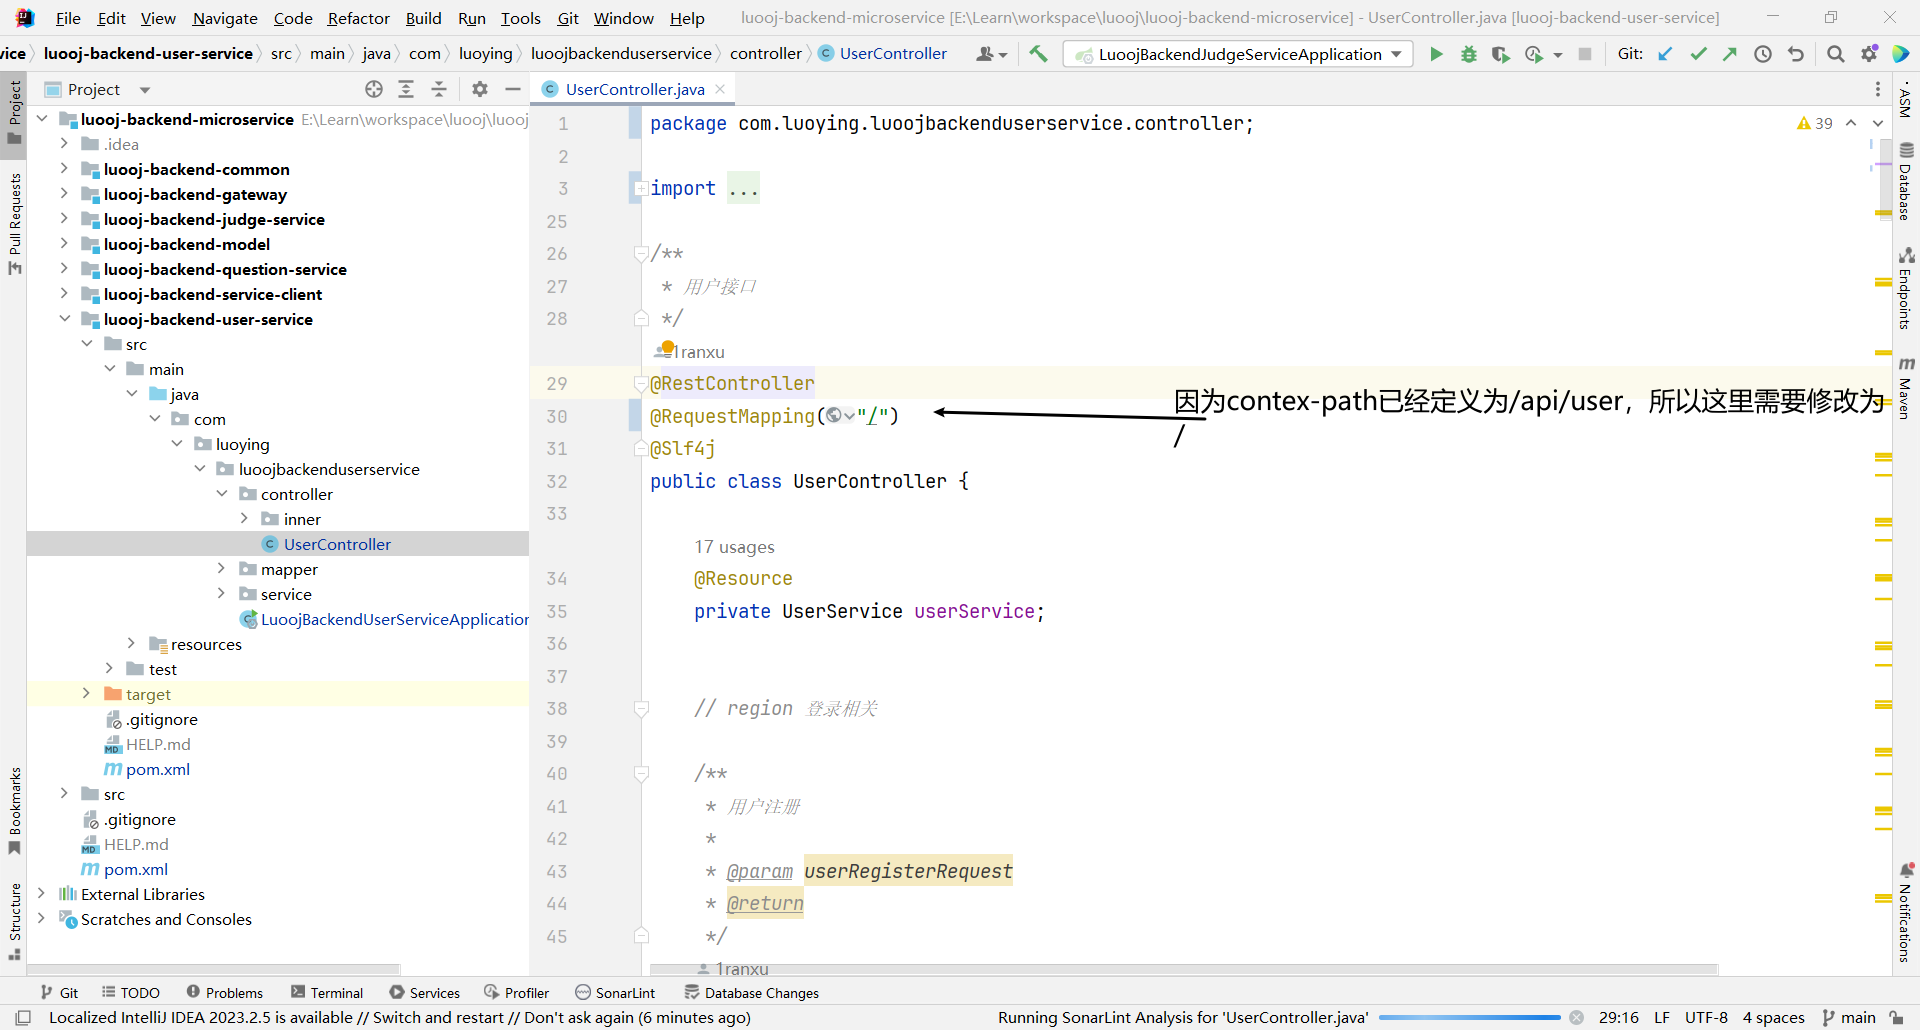 File Edit View Navigate Code Refactor Build Run Tools Git Window Help luooj-backend-microservice [E:\Learn\workspace\luooj\luooj-backend-microservice] - UserController.java [luooj-backend-user-service]
vice luooj-backend-user-service src main java com luoying luoojbackenduserservice controller UserController LuoojBackendJudgeServiceApplication Git:
Project
UserController.java
luooj-backend-microservice E:\Learn\workspace\luooj\luooj
.idea
luooj-backend-common
luooj-backend-gateway
luooj-backend-judge-service
luooj-backend-model
luooj-backend-question-service
luooj-backend-service-client
luooj-backend-user-service
src
main
java
com
luoying
luoojbackenduserservice
controller
inner
UserController
mapper
service
LuoojBackendUserServiceApplication
resources
test
target
.gitignore
HELP.md
pom.xml
src
.gitignore
HELP.md
pom.xml
External Libraries
Scratches and Consoles
Project
Pull Requests
Bookmarks
Structure
1 package com.luoying.luoojbackenduserservice.controller;
39
2
3 import ...
25
26 /**
27 * 用户接口
28 */
1ranxu
29 @RestController
30 @RequestMapping("/")
因为contex-path已经定义为/api/user，所以这里需要修改为
/
31 @Slf4j
32 public class UserController {
33
17 usages
34 @Resource
35 private UserService userService;
36
37
38 // region 登录相关
39
40 /**
41 * 用户注册
42 *
43 * @param userRegisterRequest
44 * @return
45 */
1ranxu
ASM
Database
Endpoints
Maven
Notifications
Git TODO Problems Terminal Services Profiler SonarLint Database Changes
Localized IntelliJ IDEA 2023.2.5 is available // Switch and restart // Don't ask again (6 minutes ago) Running SonarLint Analysis for 'UserController.java' 29:16 LF UTF-8 4 spaces main